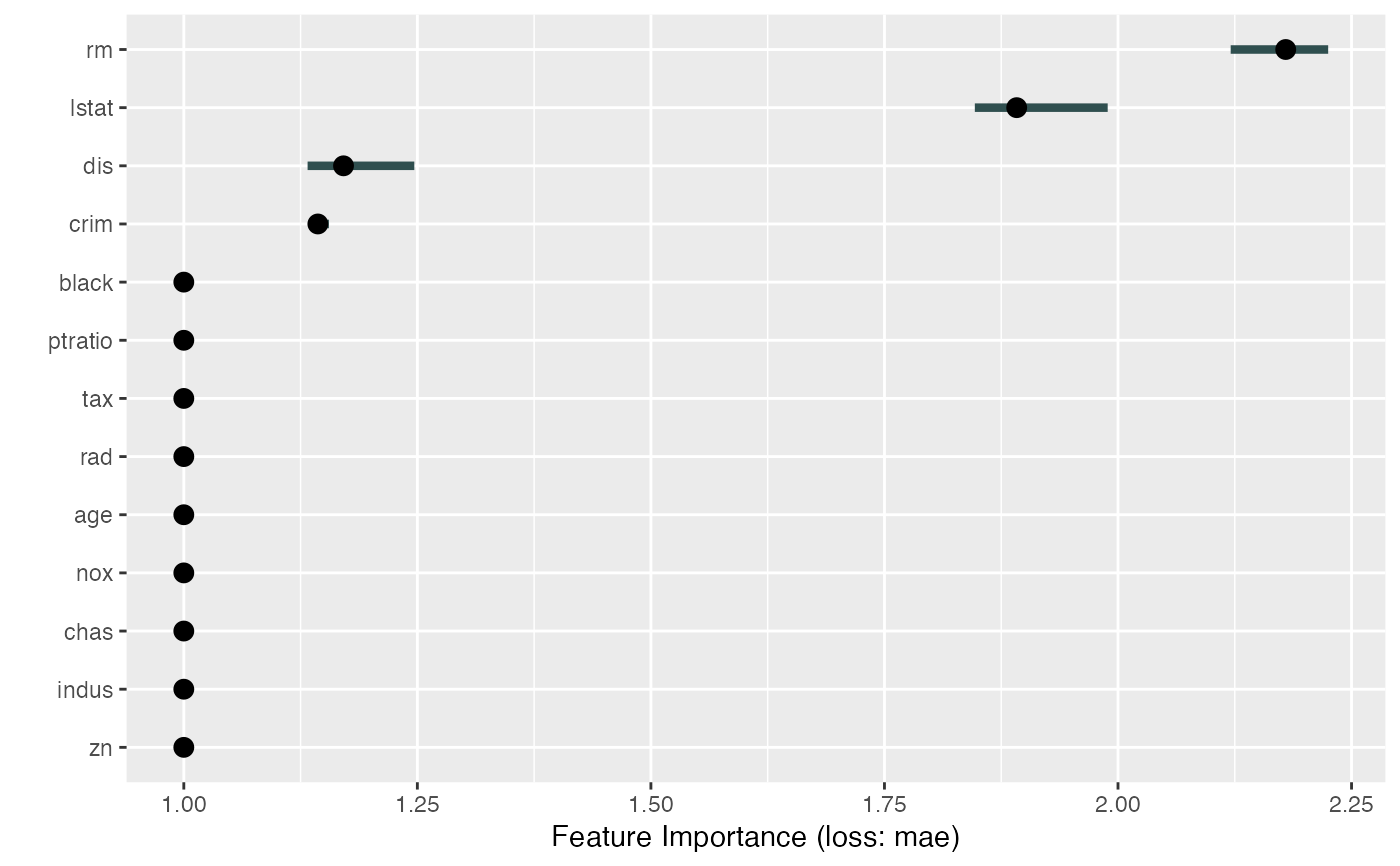 rm
lstat
dis
crim
black
ptratio
tax
rad
age
nox
chas
indus
zn
1.00 1.25 1.50 1.75 2.00 2.25
Feature Importance (loss: mae)